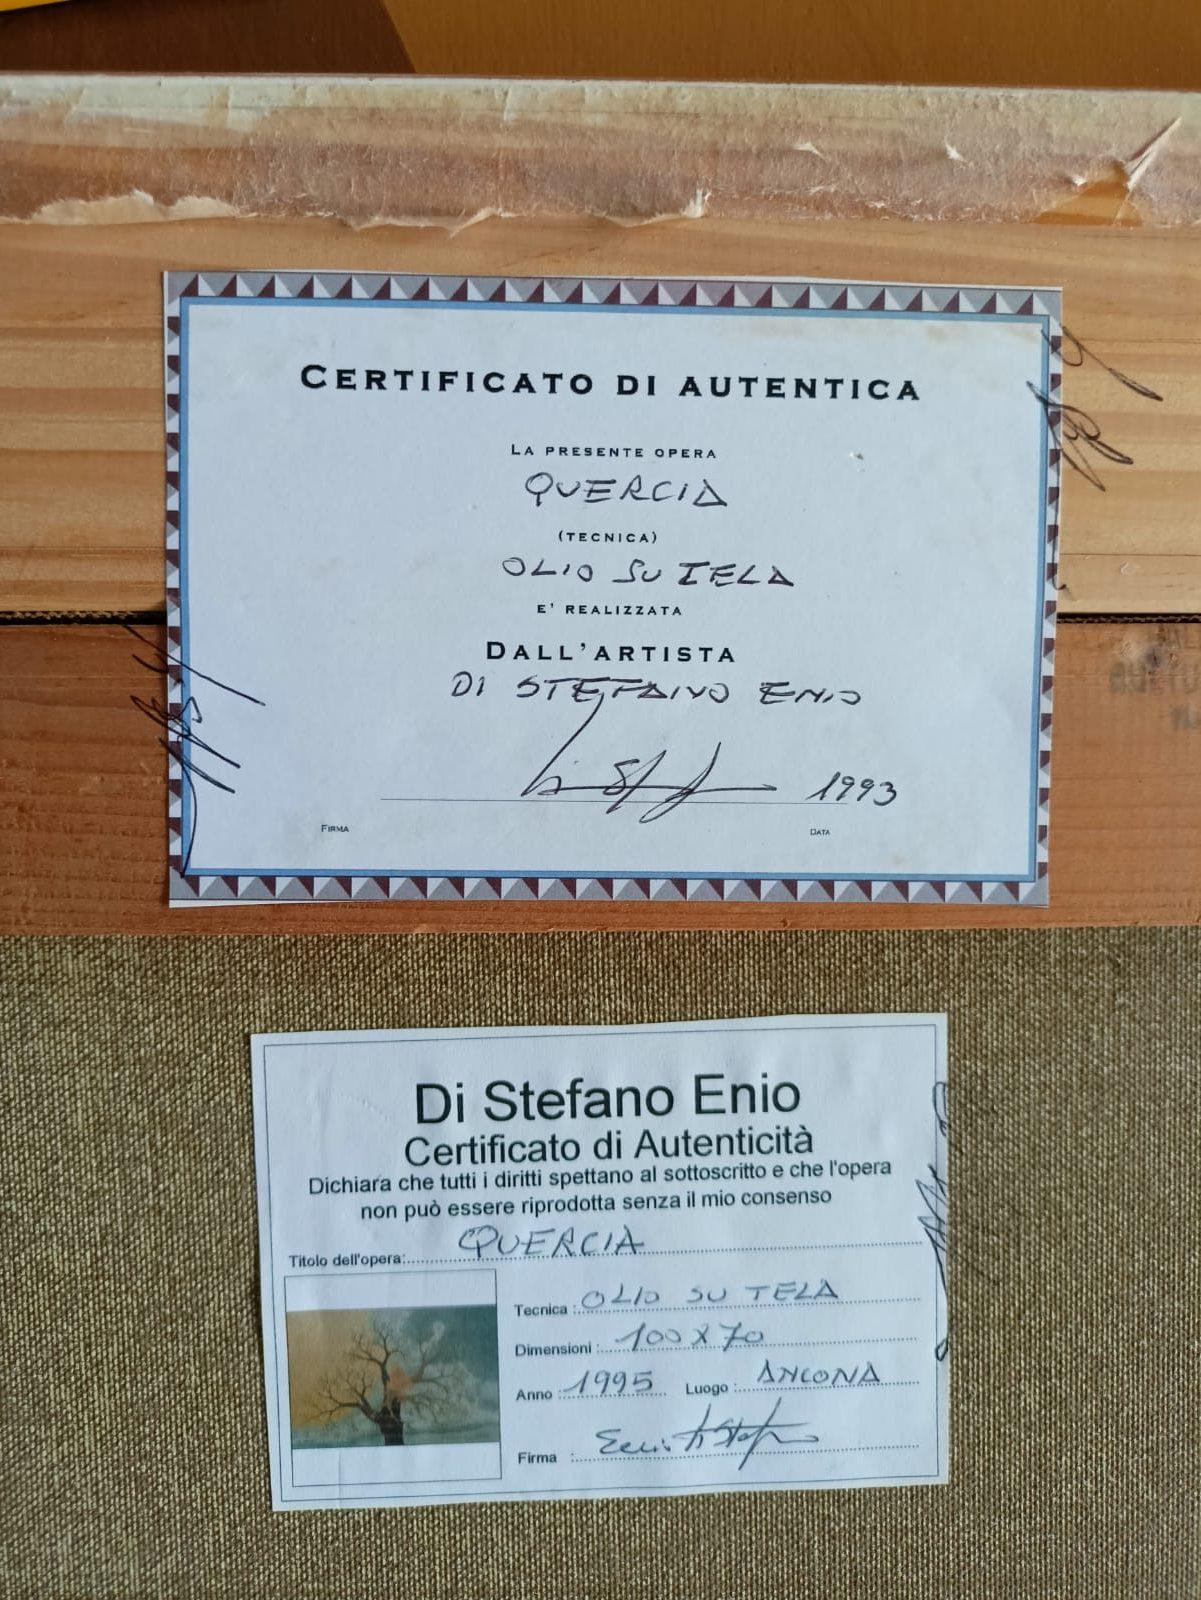 CERTIFICATO DI AUTENTICA
LA PRESENTE OPERA
QUERCIA
(TECNICA)
OLIO SU TELA
E' REALIZZATA
DALL'ARTISTA
DI STEFANO ENIO
1993
FIRMA DATA
Di Stefano Enio
Certificato di Autenticità
Dichiara che tutti i diritti spettano al sottoscritto e che l'opera
non può essere riprodotta senza il mio consenso
Titolo dell'opera: QUERCIA
Tecnica : OLIO SU TELA
Dimensioni : 100 X 70
Anno : 1995 Luogo : ANCONA
Firma : Enio Di Stefano